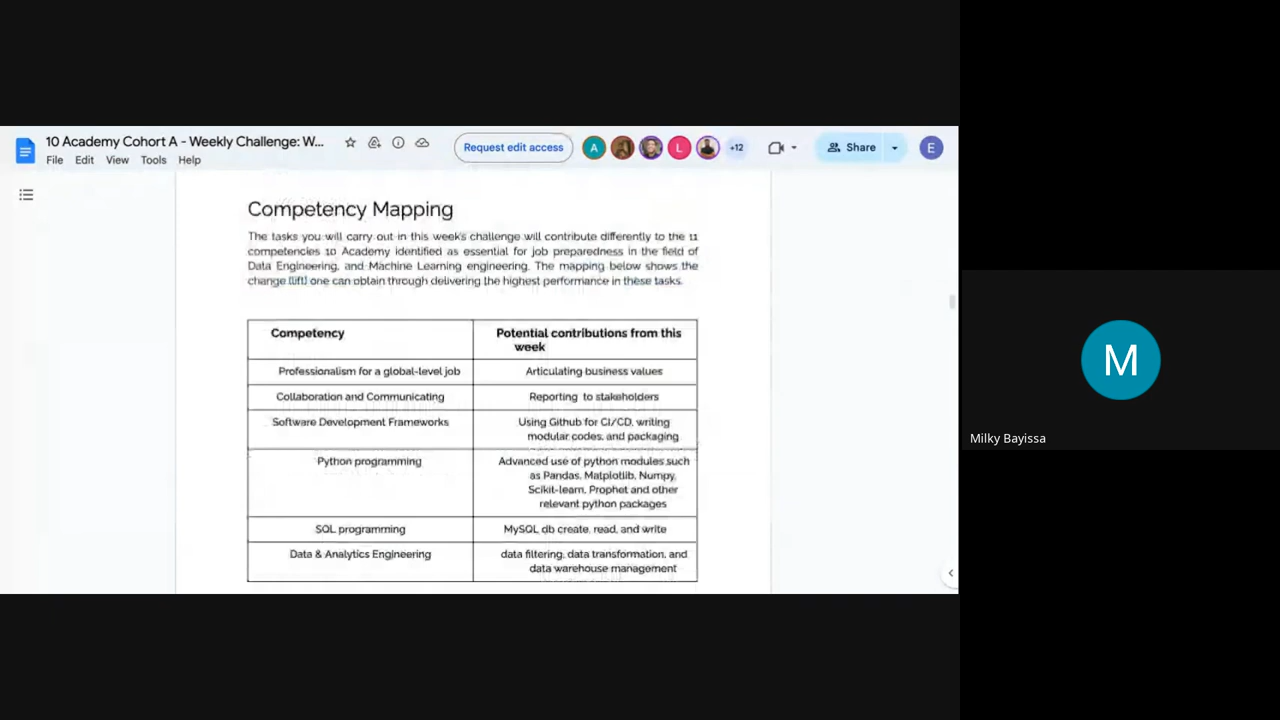 10 Academy Cohort A - Weekly Challenge: W...
File Edit View Tools Help
Request edit access
A
L
+12
Share
E
Competency Mapping
The tasks you will carry out in this week's challenge will contribute differently to the 11
competencies 10 Academy identified as essential for job preparedness in the field of
Data Engineering, and Machine Learning engineering. The mapping below shows the
change (lift) one can obtain through delivering the highest performance in these tasks.
Competency
Potential contributions from this
week
Professionalism for a global-level job
Articulating business values
Collaboration and Communicating
Reporting to stakeholders
Software Development Frameworks
Using Github for CI/CD, writing
modular codes, and packaging
Python programming
Advanced use of python modules such
as Pandas, Matplotlib, Numpy,
Scikit-learn, Prophet and other
relevant python packages
SQL programming
MySQL db create, read, and write
Data & Analytics Engineering
data filtering, data transformation, and
data warehouse management
M
Milky Bayissa